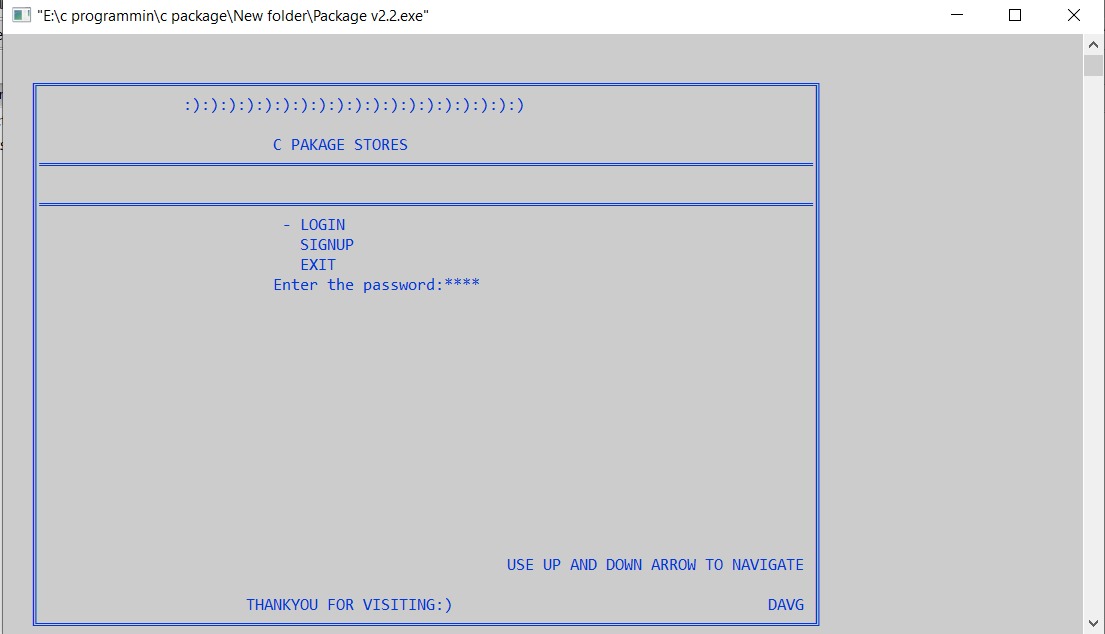 "E:\c programmin\c package\New folder\Package v2.2.exe"
:):):):):):):):):):):):):):):):):):):)
C PAKAGE STORES
- LOGIN
SIGNUP
EXIT
Enter the password:****
USE UP AND DOWN ARROW TO NAVIGATE
THANKYOU FOR VISITING:) DAVG